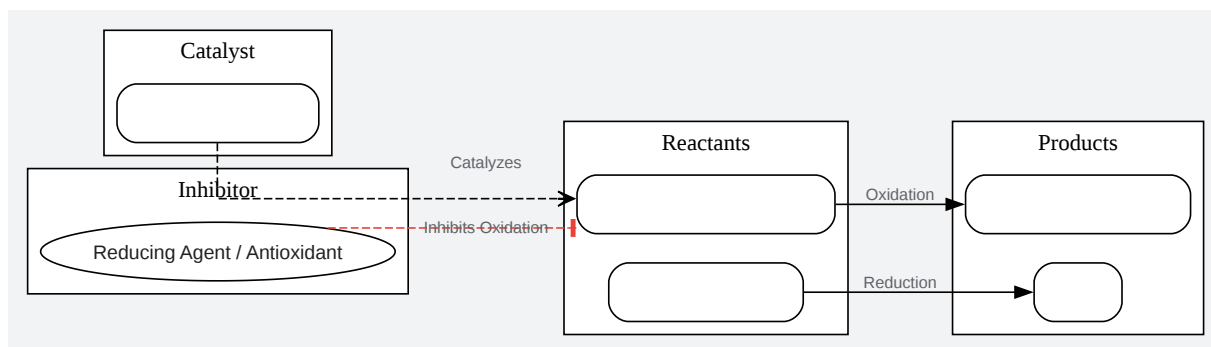 Catalyst
Inhibitor
Reducing Agent / Antioxidant
Catalyzes
Inhibits Oxidation
Reactants
Oxidation
Reduction
Products